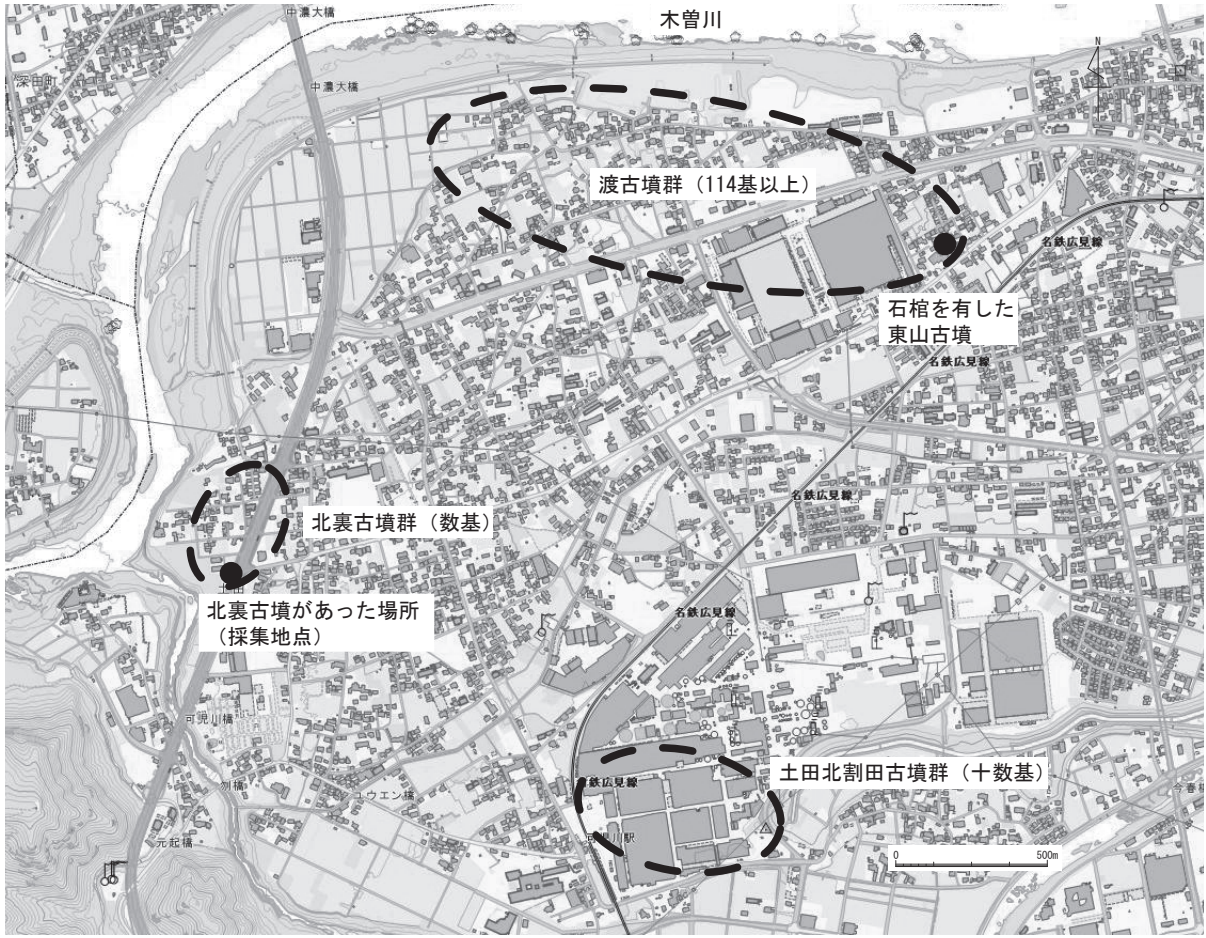 木曽川
中濃大橋
中濃大橋
深田町
N
渡古墳群（114基以上）
名鉄広見線
石棺を有した
東山古墳
名鉄広見線
名鉄広見線
北裏古墳群（数基）
北裏古墳があった場所
（採集地点）
名鉄広見線
可児川橋
土田北割田古墳群（十数基）
名鉄広見線
可児川駅
元起橋
0 500m